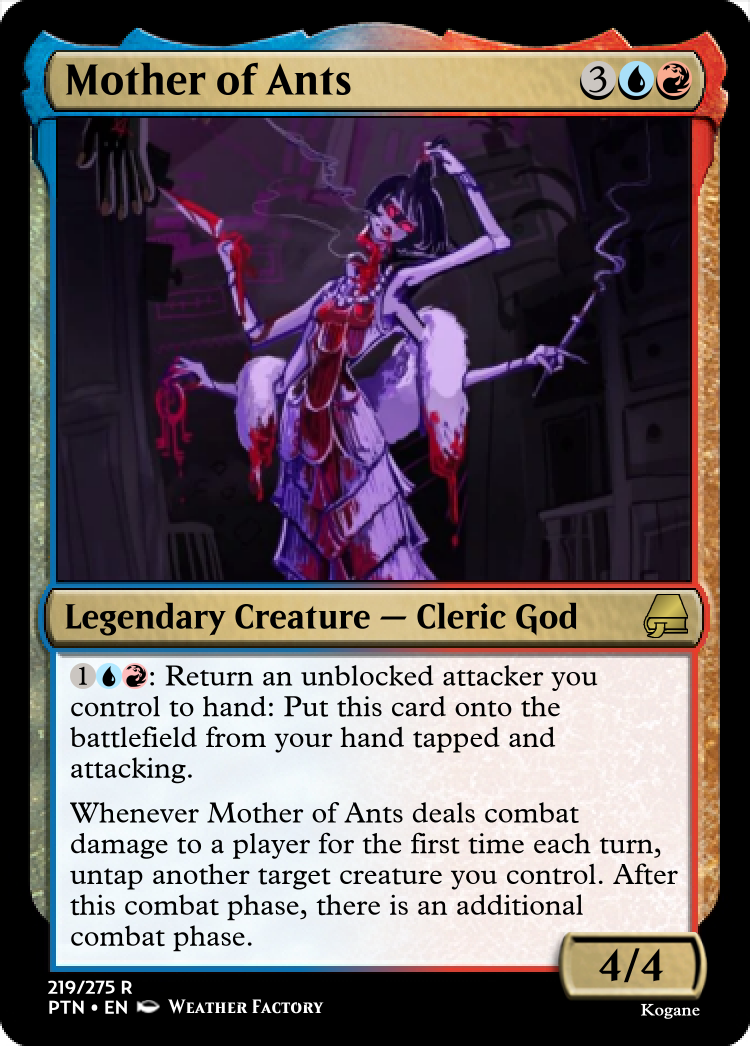 Mother of Ants 3
Legendary Creature — Cleric God
1: Return an unblocked attacker you
control to hand: Put this card onto the
battlefield from your hand tapped and
attacking.
Whenever Mother of Ants deals combat
damage to a player for the first time each turn,
untap another target creature you control. After
this combat phase, there is an additional
combat phase.
4/4
219/275 R
PTN • EN Weather Factory
Kogane